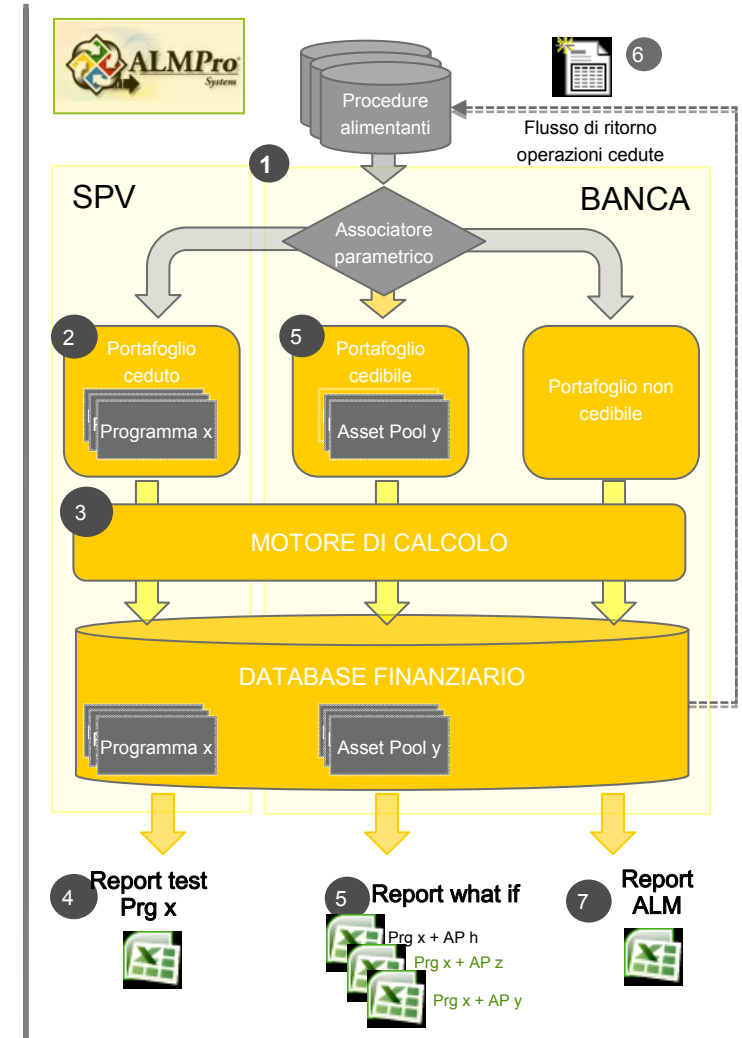 ALMPro
System
Procedure
alimentanti
6
Flusso di ritorno
operazioni cedute
1
SPV
BANCA
Associatore
parametrico
2
Portafoglio
ceduto
Programma x
5
Portafoglio
cedibile
Asset Pool y
Portafoglio non
cedibile
3
MOTORE DI CALCOLO
DATABASE FINANZIARIO
Programma x
Asset Pool y
4
Report test
Prg x
5
Report what if
Prg x + AP h
Prg x + AP z
Prg x + AP y
7
Report
ALM